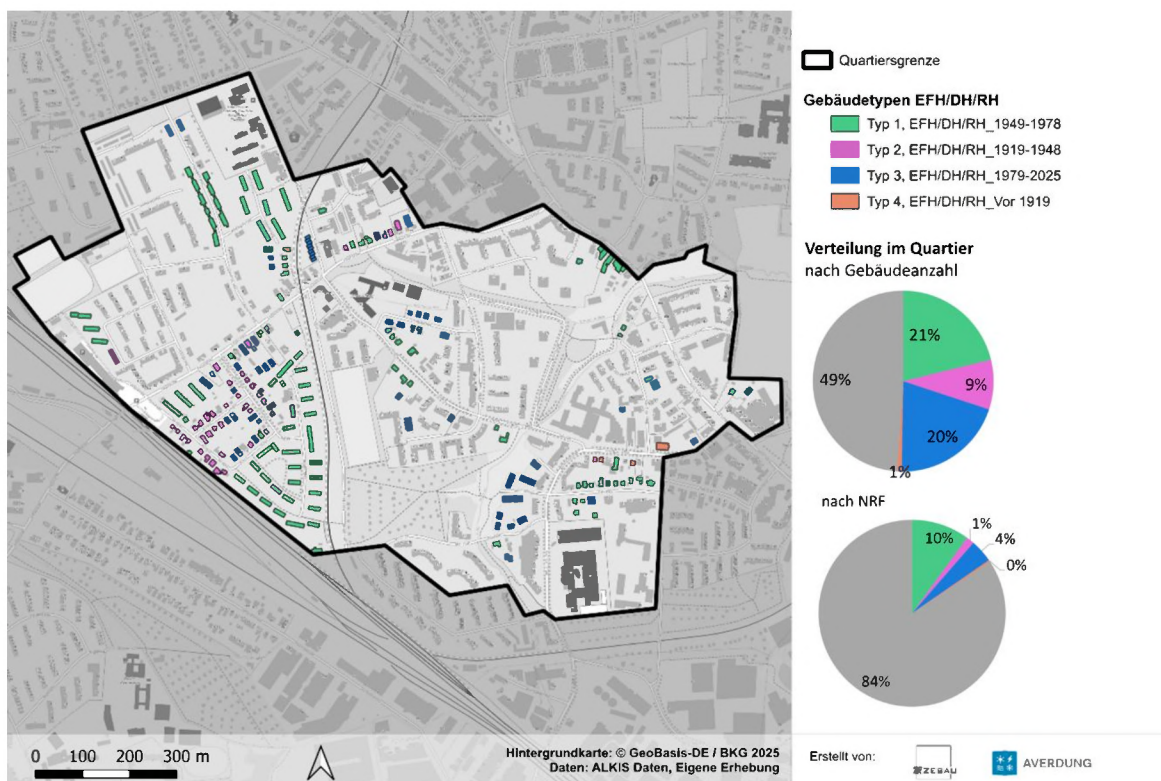 Quartiersgrenze
Gebäudetypen EFH/DH/RH
Typ 1, EFH/DH/RH_1949-1978
Typ 2, EFH/DH/RH_1919-1948
Typ 3, EFH/DH/RH_1979-2025
Typ 4, EFH/DH/RH_Vor 1919
Verteilung im Quartier
nach Gebäudeanzahl
21%
49%
9%
20%
1%
nach NRF
10%
1%
4%
0%
84%
0 100 200 300 m
Hintergrundkarte: © GeoBasis-DE / BKG 2025
Daten: ALKIS Daten, Eigene Erhebung
Erstellt von:
ZEBAU
AVERDUNG